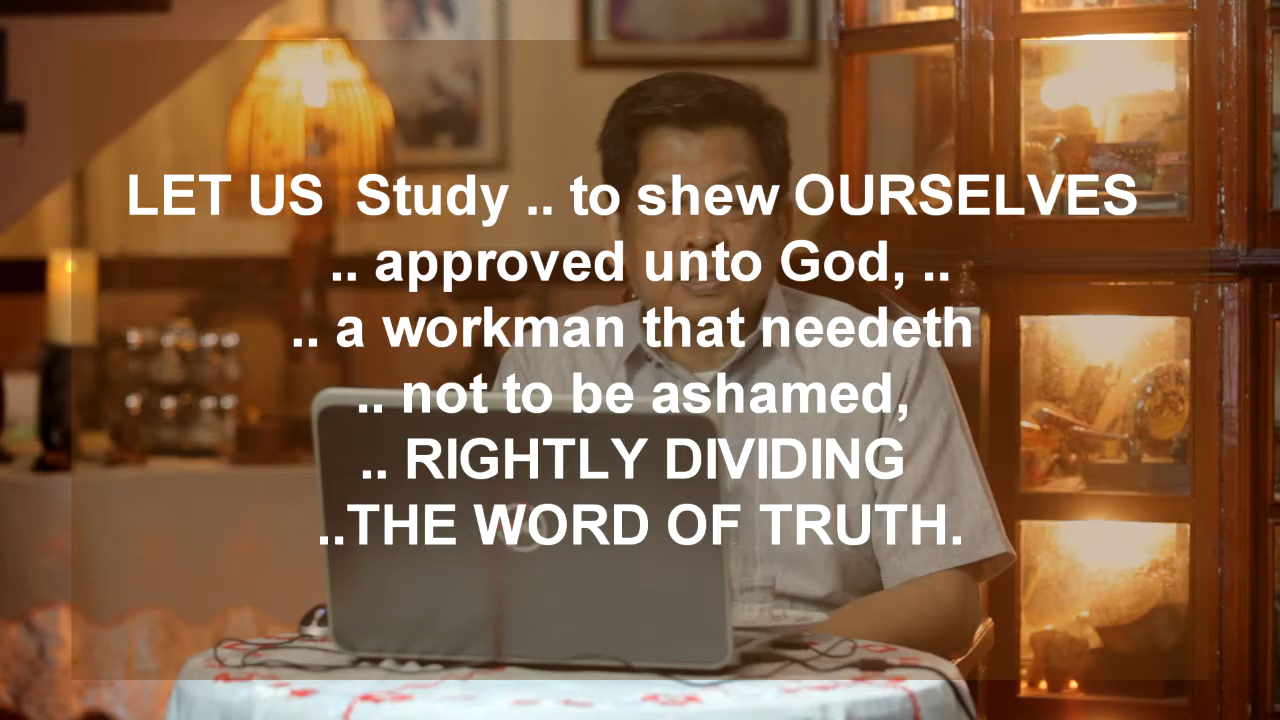 LET US  Study .. to shew OURSELVES
.. approved unto God, ..
.. a workman that needeth
.. not to be ashamed,
.. RIGHTLY DIVIDING
..THE WORD OF TRUTH.